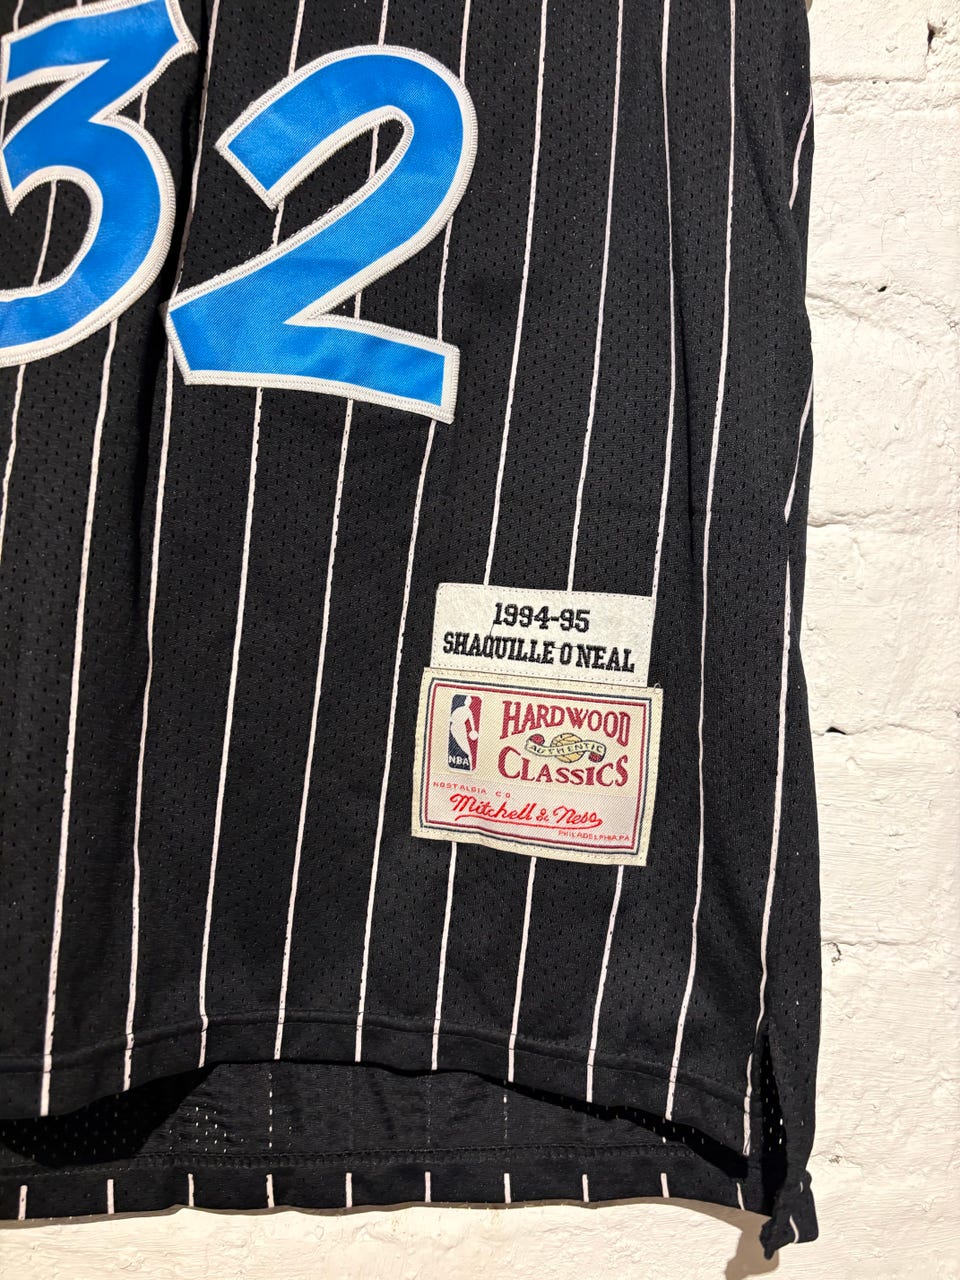 32
1994-95
SHAQUILLE O NEAL
HARDWOOD
AUTHENTIC
CLASSICS
NBA
NOSTALGIA CO
Mitchell & Ness
PHILADELPHIA, PA